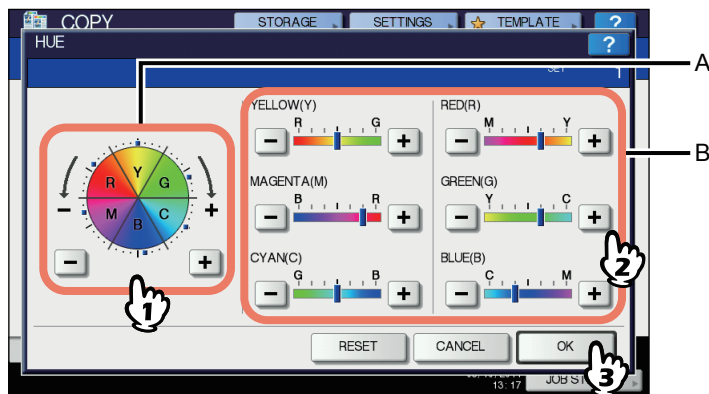 COPY STORAGE SETTINGS TEMPLATE ?
HUE ?
A
YELLOW(Y) RED(R)
R G M Y
- + - +
B
Y
R G
M C
B
- +
- +
MAGENTA(M) GREEN(G)
B R Y C
- + - +
2
CYAN(C) BLUE(B)
G B C M
- + - +
1
RESET CANCEL OK
3
13:17 JOB ST